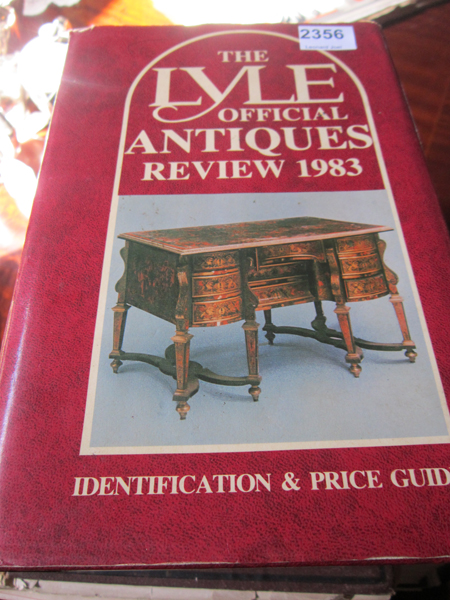 2356
THE
LYLE
OFFICIAL
ANTIQUES
REVIEW 1983
IDENTIFICATION & PRICE GUID